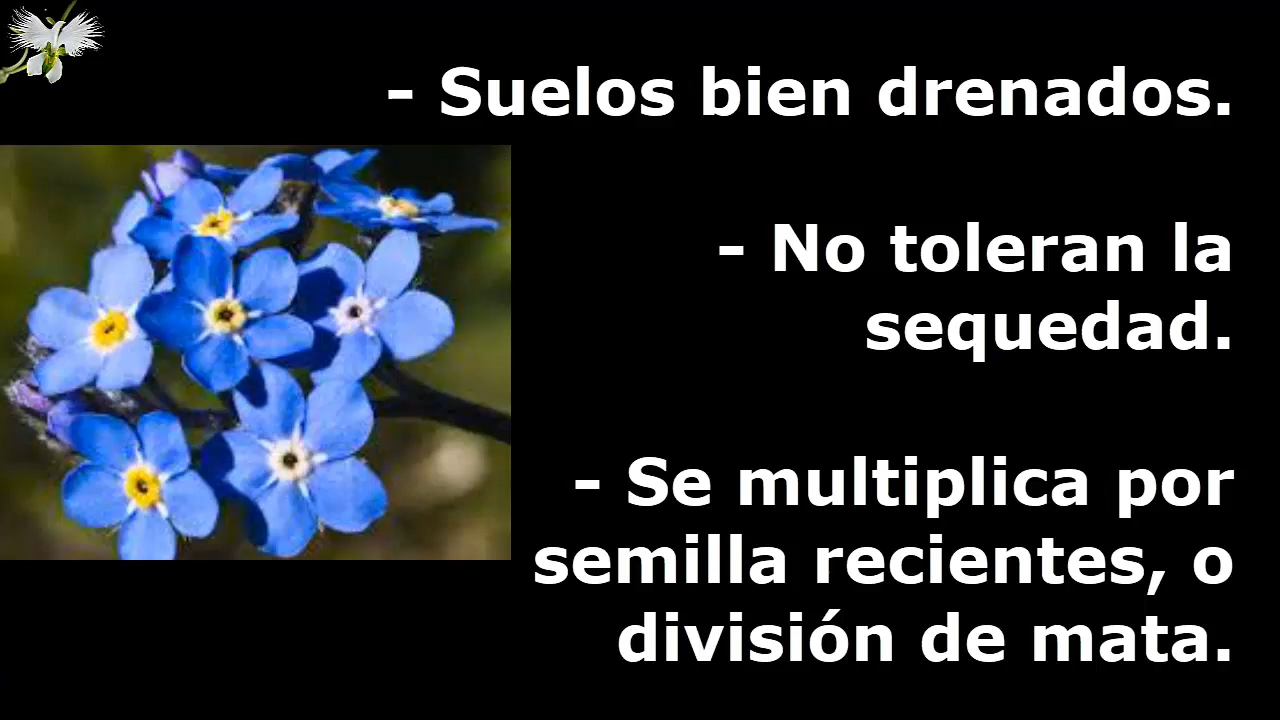 - Suelos bien drenados.
- No toleran la
sequedad.
- Se multiplica por
semilla recientes, o
división de mata.